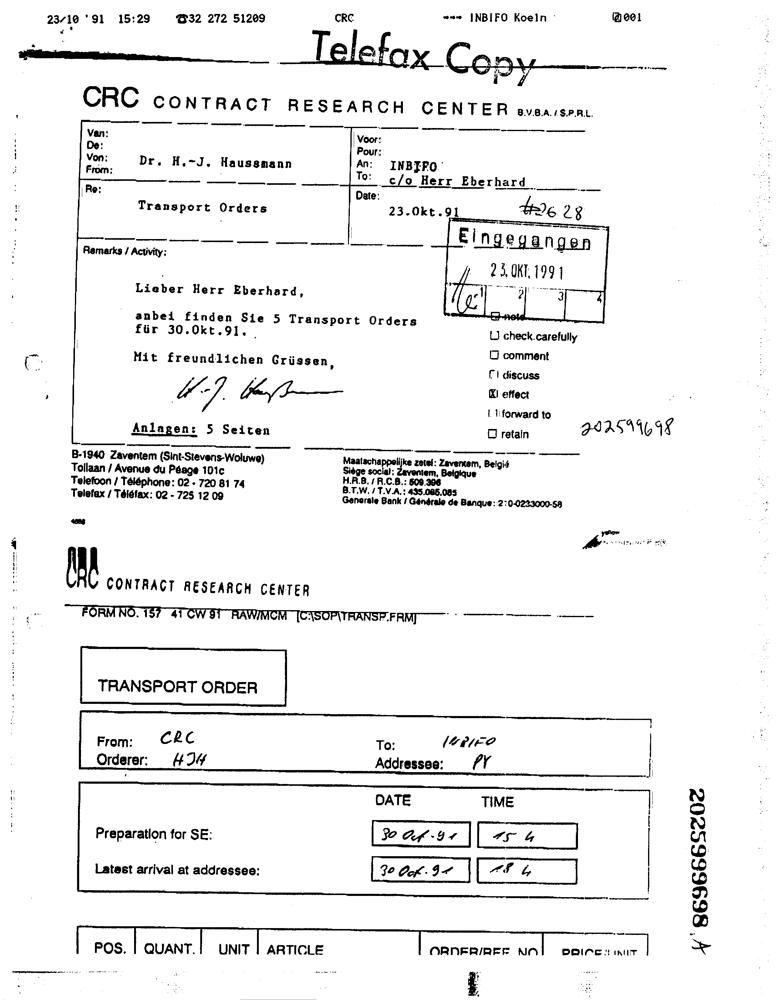 23/10 '91 15:29 ☎32 272 51209 CRC --- INBIFO Koeln 001
Telefax Copy
CRC CONTRACT RESEARCH CENTER B.V.B.A. / S.P.R.L.
Van:
De:
Von: Dr. H.-J. Haussmann
From:
Voor:
Pour:
An: INBIFO
To: c/o Herr Eberhard
Re:
Transport Orders
Date:
23.Okt.91
#2628
Eingegangen
23. OKT. 1991
1 2 3 4
Remarks / Activity:
Lieber Herr Eberhard,
anbei finden Sie 5 Transport Orders
für 30.Okt.91.
Mit freundlichen Grüssen,
Anlagen: 5 Seiten
note
check carefully
comment
discuss
☒ effect
forward to
retain
202599698
B-1940 Zaventem (Sint-Stevens-Woluwe)
Tollaan / Avenue du Péage 101c
Telefoon / Téléphone: 02 - 720 81 74
Telefax / Téléfax: 02 - 725 12 09
Maatschappelijke zetel: Zaventem, België
Siège social: Zaventem, Belgique
H.R.B. / R.C.B.: 509.396
B.T.W. / T.V.A.: 435.065.085
Generale Bank / Générale de Banque: 210-0233000-58
CRC CONTRACT RESEARCH CENTER
FORM NO. 157 41 CW 91 RAW/MCM [C:\SOP\TRANSP.FRM]
TRANSPORT ORDER
From: CRC
Orderer: HJH
To: INBIFO
Addressee: PY
DATE TIME
Preparation for SE: 30 Oct. 91 15 h
Latest arrival at addressee: 30 Oct. 91 18 h
POS. QUANT. UNIT ARTICLE ORDER/REF. NO PRICE/UNIT
2025999698 A